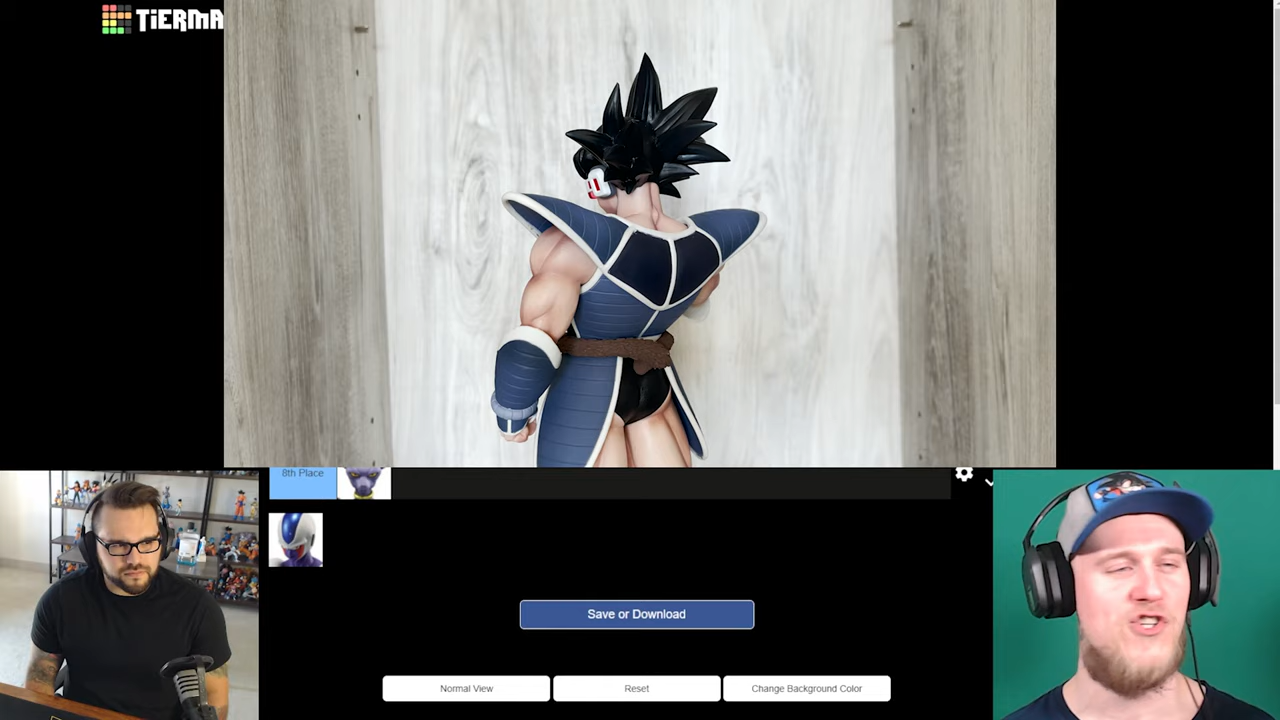 TiERMA
8th Place
Save or Download
Normal View
Reset
Change Background Color